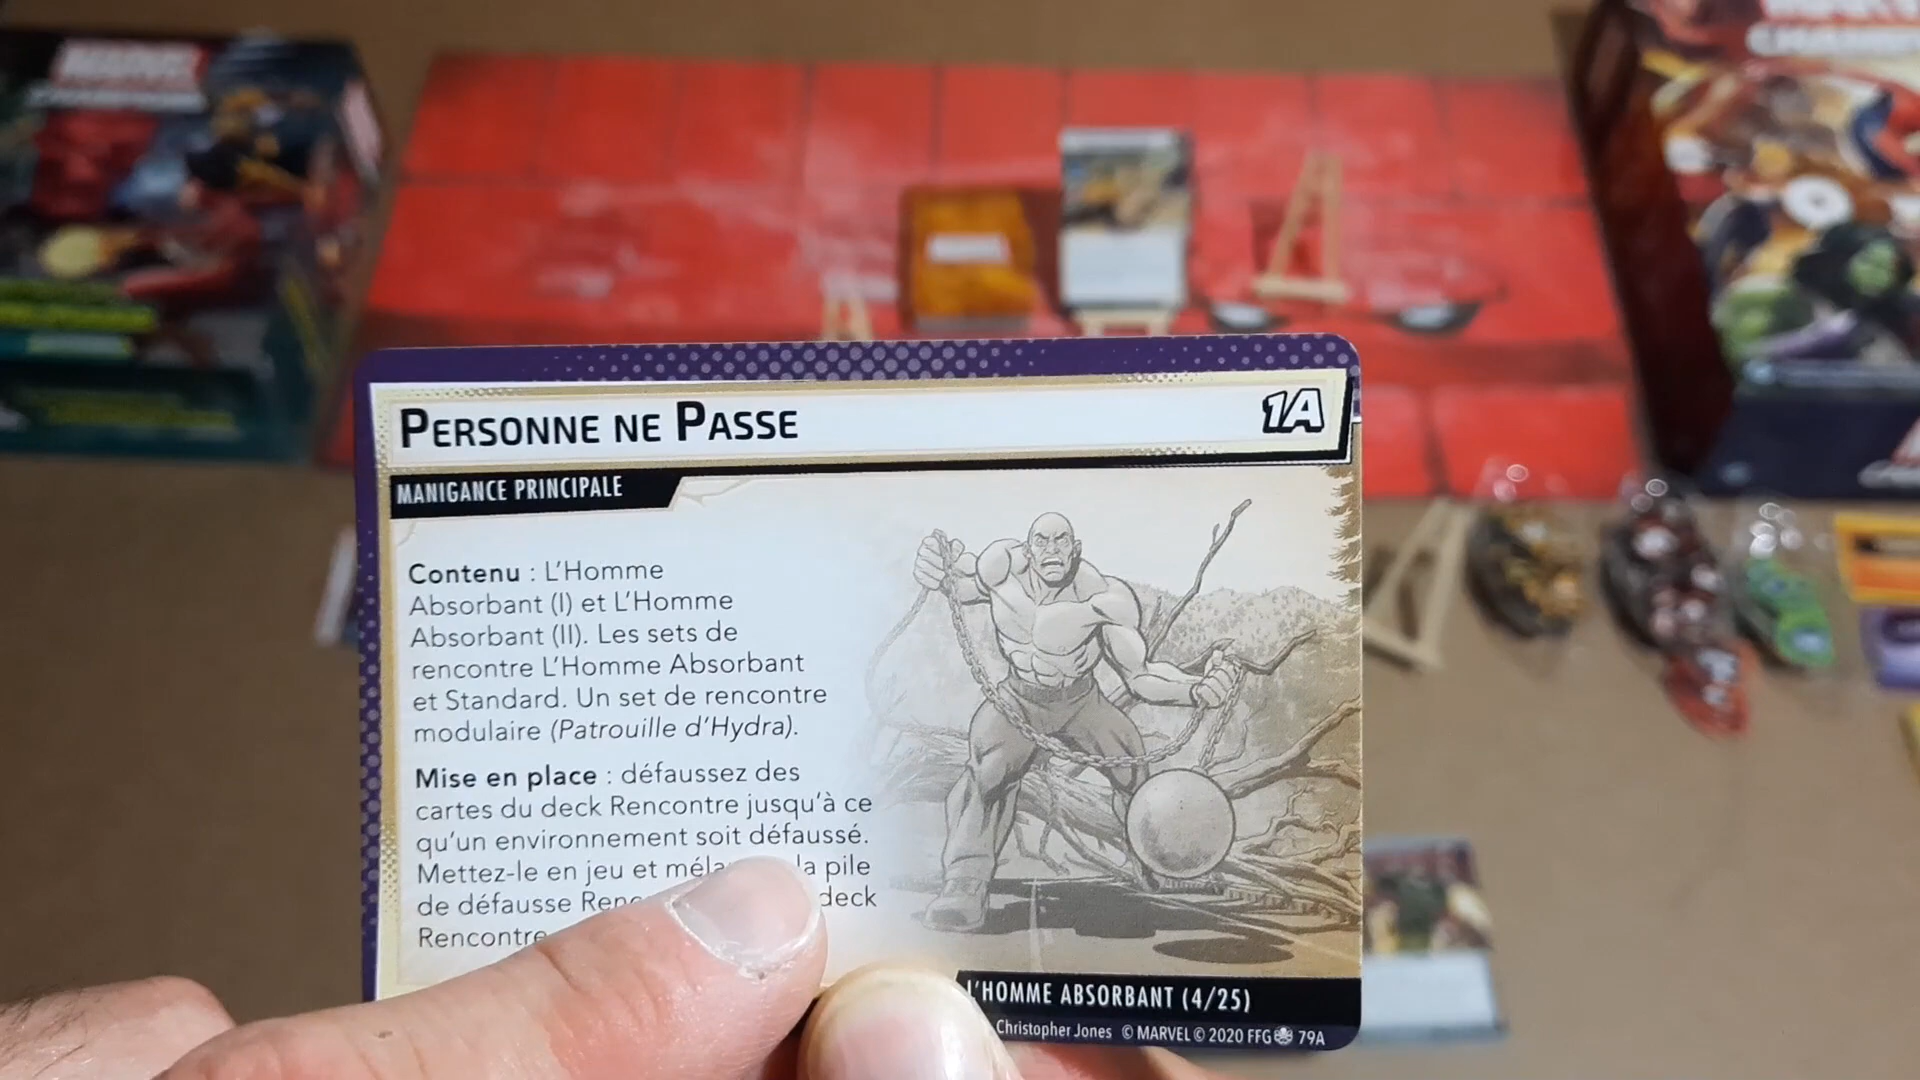 PERSONNE NE PASSE
1A
MANIGANCE PRINCIPALE
Contenu : L'Homme
Absorbant (I) et L'Homme
Absorbant (II). Les sets de
rencontre L'Homme Absorbant
et Standard. Un set de rencontre
modulaire (Patrouille d'Hydra).
Mise en place : défaussez des
cartes du deck Rencontre jusqu'à ce
qu'un environnement soit défaussé.
Mettez-le en jeu et la pile
de défausse deck
Rencontre
L'HOMME ABSORBANT (4/25)
Christopher Jones © MARVEL © 2020 FFG 79A
MARVEL
CHAMPIONS